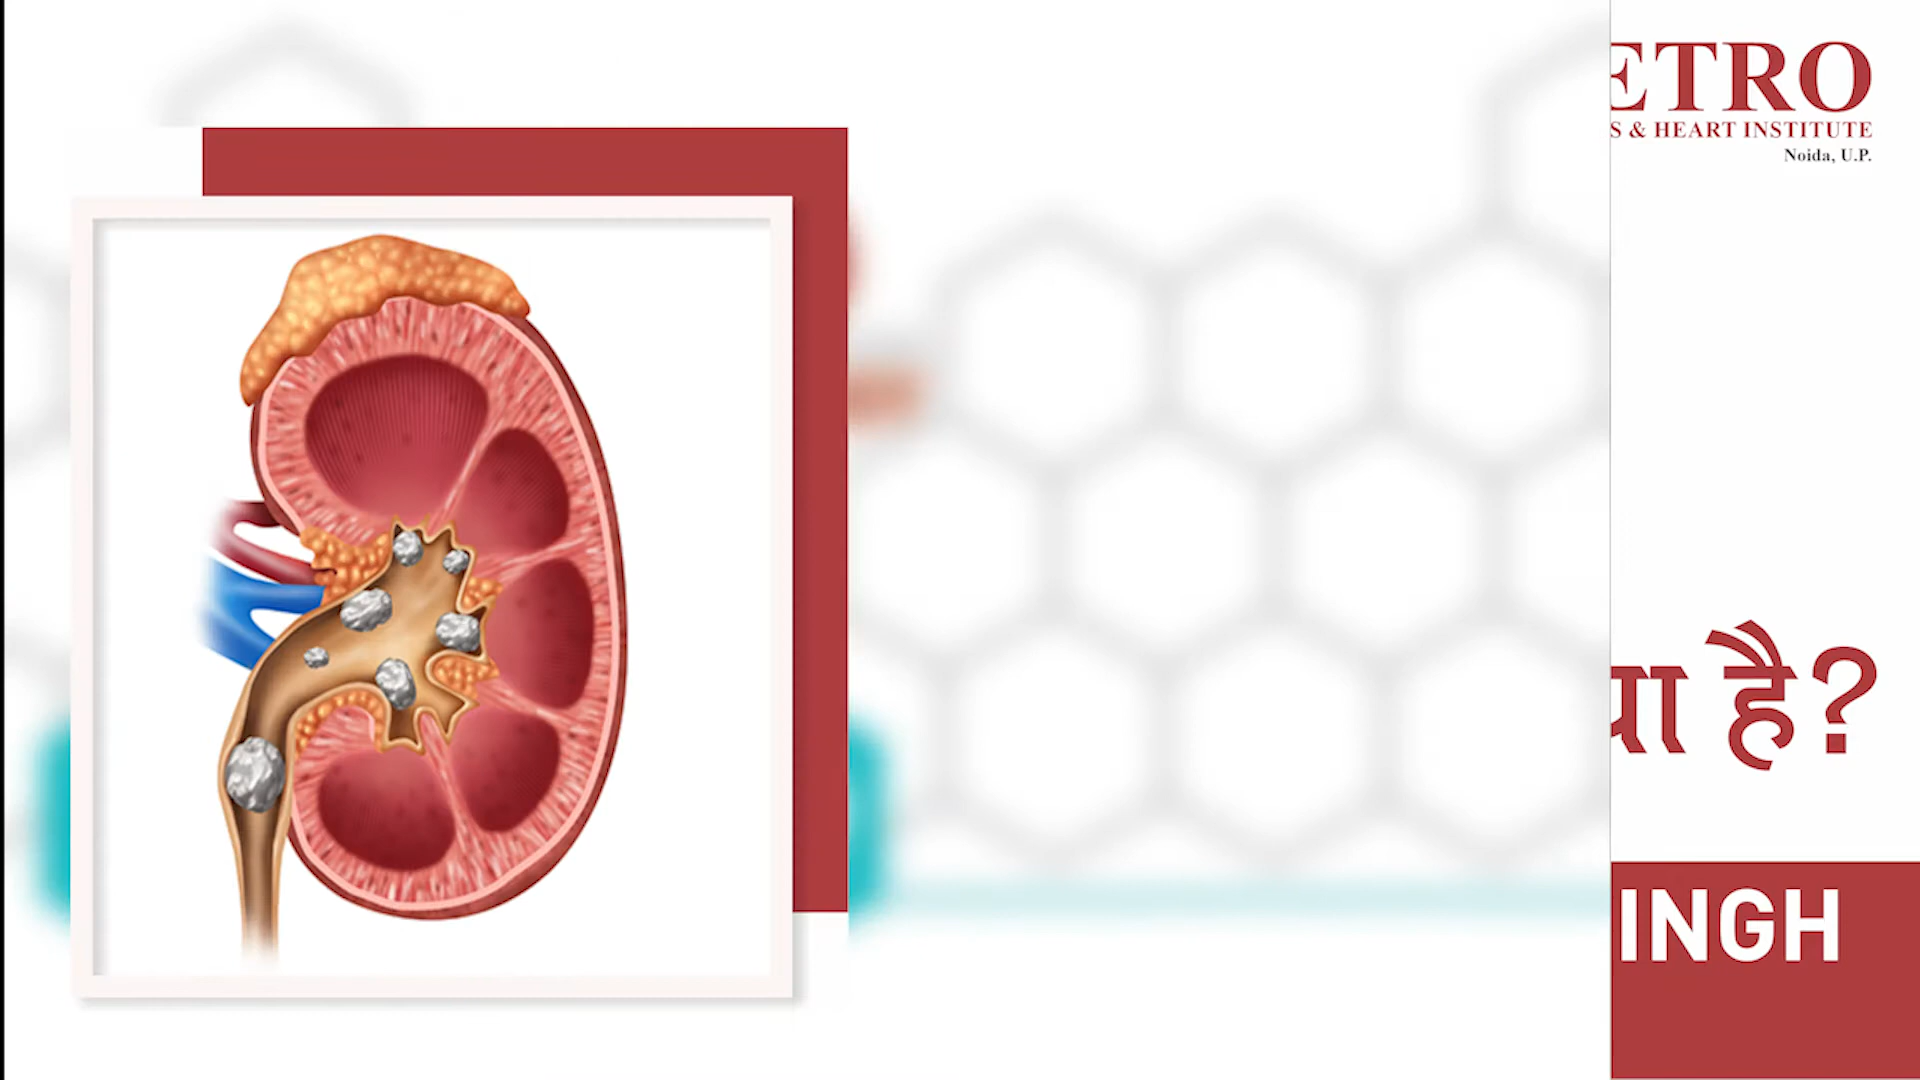 ETRO
S & HEART INSTITUTE
Noida, U.P.
या है?
INGH